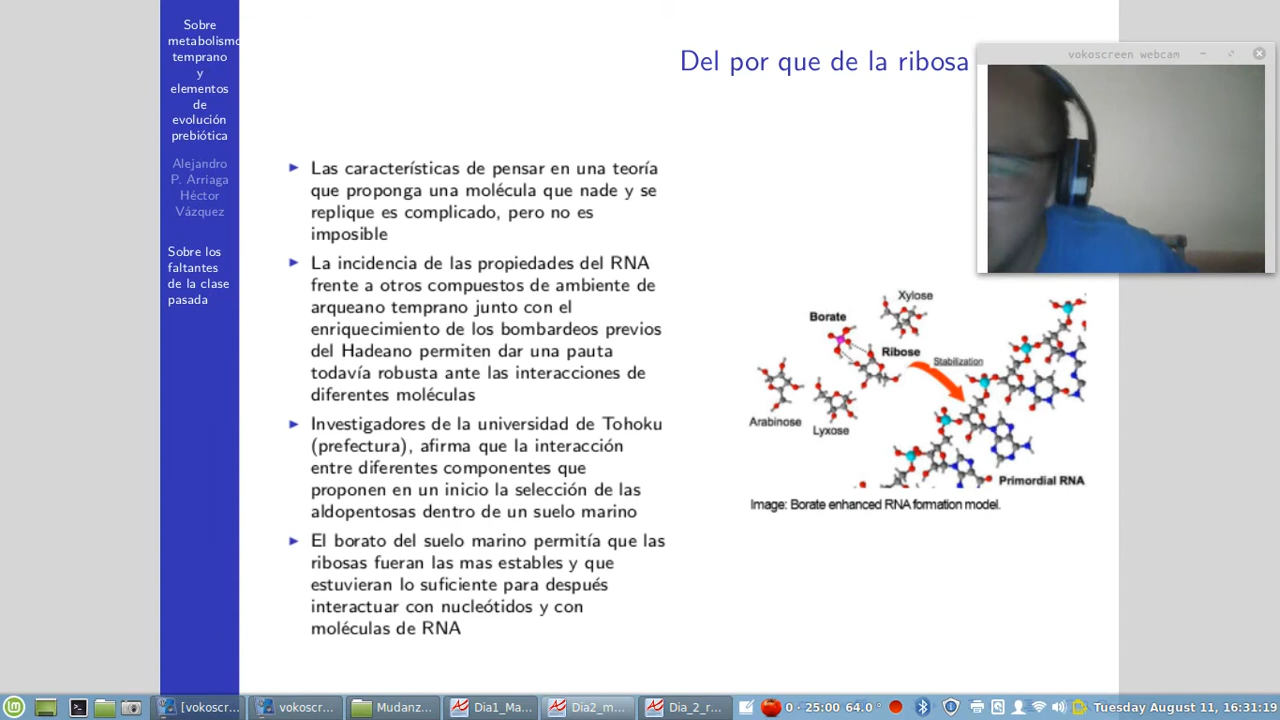 Sobre
metabolismo
temprano
y
elementos
de
evolución
prebiótica
Alejandro
P. Arriaga
Héctor
Vázquez
Sobre los
faltantes
de la clase
pasada
Del por que de la ribosa
vokoscreen webcam
Las características de pensar en una teoría
que proponga una molécula que nade y se
replique es complicado, pero no es
imposible
La incidencia de las propiedades del RNA
frente a otros compuestos de ambiente de
arqueano temprano junto con el
enriquecimiento de los bombardeos previos
del Hadeano permiten dar una pauta
todavía robusta ante las interacciones de
diferentes moléculas
Investigadores de la universidad de Tohoku
(prefectura), afirma que la interacción
entre diferentes componentes que
proponen en un inicio la selección de las
aldopentosas dentro de un suelo marino
El borato del suelo marino permitía que las
ribosas fueran las mas estables y que
estuvieran lo suficiente para después
interactuar con nucleótidos y con
moléculas de RNA
Xylose
Borate
Ribose
Stabilization
Arabinose
Lyxose
Primordial RNA
Image: Borate enhanced RNA formation model.
[vokoscr... vokoscr... Mudanz... Dia1_Ma... Dia2_m... Dia_2_r... 0 · 25:00 64.0 ° Tuesday August 11, 16:31:19